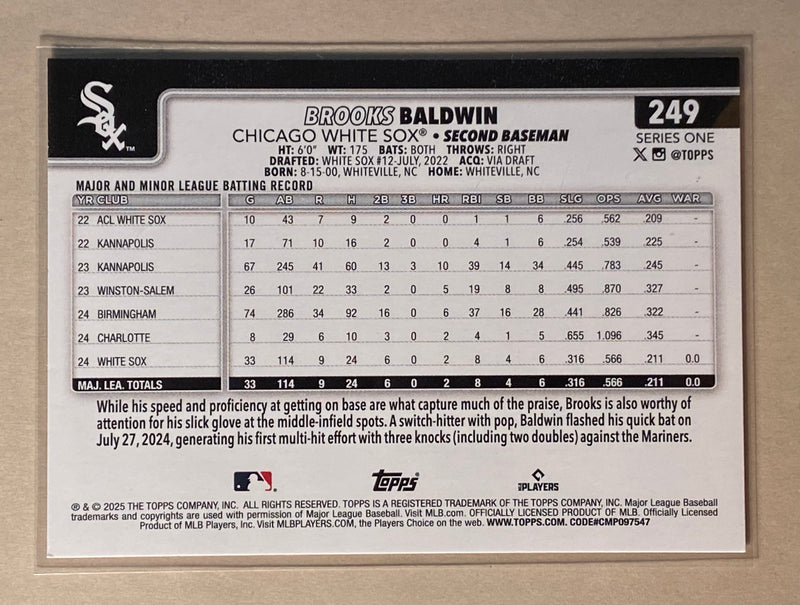 Sox™
BROOKS BALDWIN
249
CHICAGO WHITE SOX® • SECOND BASEMAN
SERIES ONE
HT: 6'0" WT: 175 BATS: BOTH THROWS: RIGHT
@TOPPS
DRAFTED: WHITE SOX #12-JULY, 2022 ACQ: VIA DRAFT
BORN: 8-15-00, WHITEVILLE, NC HOME: WHITEVILLE, NC
MAJOR AND MINOR LEAGUE BATTING RECORD
YR CLUB G AB R H 2B 3B HR RBI SB BB SLG OPS AVG WAR
22 ACL WHITE SOX 10 43 7 9 2 0 0 1 1 6 .256 .562 .209 -
22 KANNAPOLIS 17 71 10 16 2 0 0 4 1 6 .254 .539 .225 -
23 KANNAPOLIS 67 245 41 60 13 3 10 39 14 34 .445 .783 .245 -
23 WINSTON-SALEM 26 101 22 33 2 0 5 19 8 8 .495 .870 .327 -
24 BIRMINGHAM 74 286 34 92 16 0 6 37 16 28 .441 .826 .322 -
24 CHARLOTTE 8 29 6 10 3 0 2 4 1 5 .655 1.096 .345 -
24 WHITE SOX 33 114 9 24 6 0 2 8 4 6 .316 .566 .211 0.0
MAJ. LEA. TOTALS 33 114 9 24 6 0 2 8 4 6 .316 .566 .211 0.0
While his speed and proficiency at getting on base are what capture much of the praise, Brooks is also worthy of
attention for his slick glove at the middle-infield spots. A switch-hitter with pop, Baldwin flashed his quick bat on
July 27, 2024, generating his first multi-hit effort with three knocks (including two doubles) against the Mariners.
topps® MLB PLAYERS
® & © 2025 THE TOPPS COMPANY, INC. ALL RIGHTS RESERVED. TOPPS IS A REGISTERED TRADEMARK OF THE TOPPS COMPANY, INC. Major League Baseball
trademarks and copyrights are used with permission of Major League Baseball. Visit MLB.com. OFFICIALLY LICENSED PRODUCT OF MLB. Officially Licensed
Product of MLB Players, Inc. Visit MLBPLAYERS.COM, the Players Choice on the web. WWW.TOPPS.COM. CODE#CMP097547